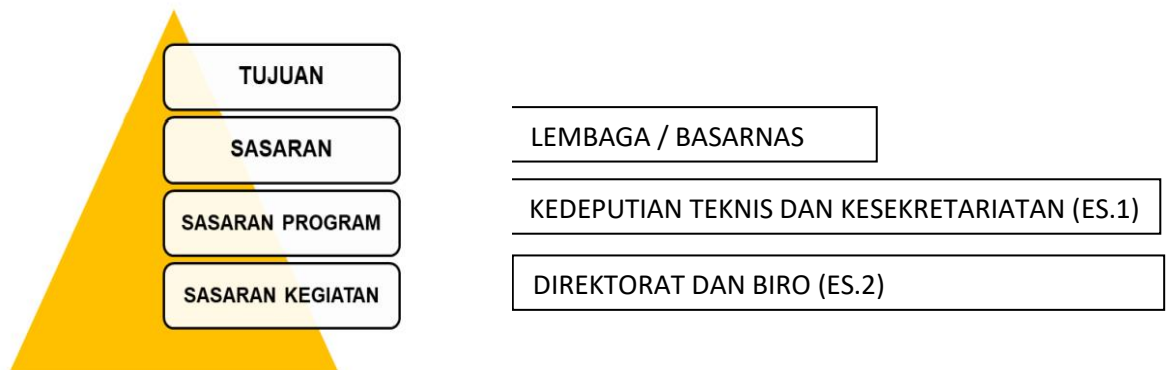 TUJUAN
SASARAN
LEMBAGA / BASARNAS
SASARAN PROGRAM
KEDEPUTIAN TEKNIS DAN KESEKRETARIATAN (ES.1)
SASARAN KEGIATAN
DIREKTORAT DAN BIRO (ES.2)